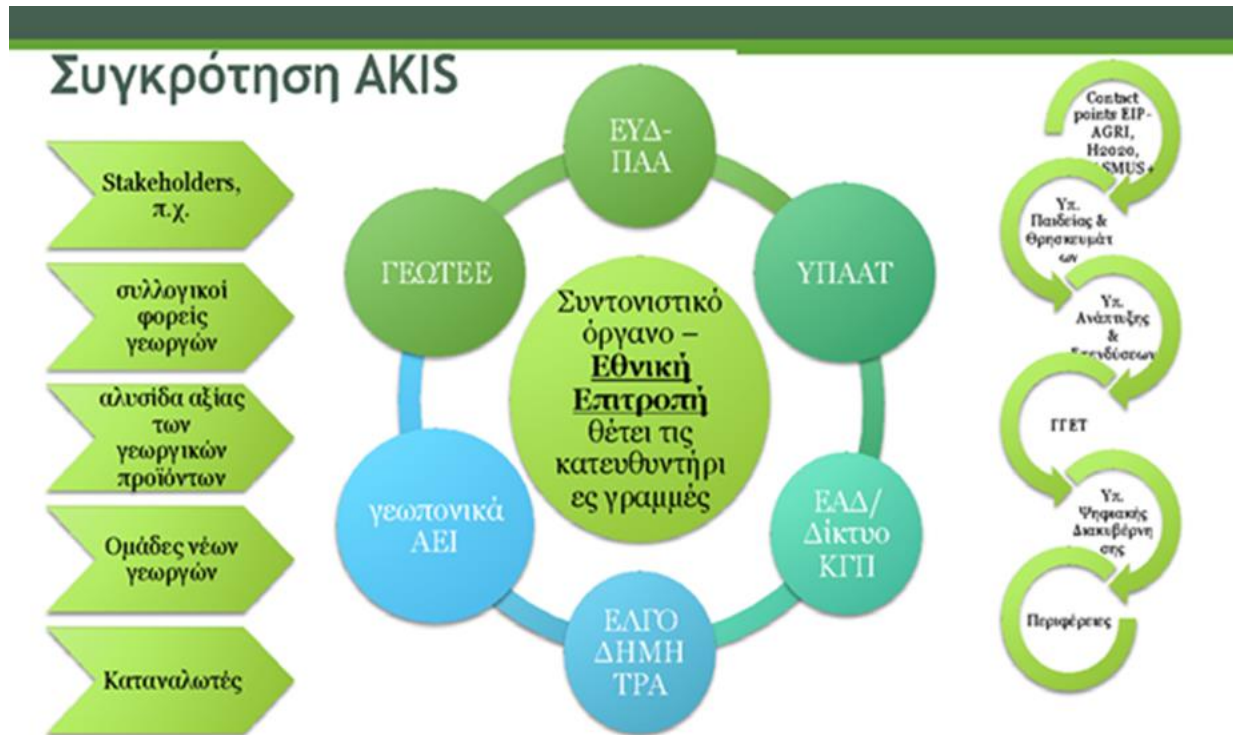 Συγκρότηση AKIS
Stakeholders,
π.χ.
συλλογικοί
φορείς
γεωργών
αλυσίδα αξίας
των
γεωργικών
προϊόντων
Ομάδες νέων
γεωργών
Καταναλωτές
ΕΥΔ-
ΠΑΑ
ΥΠΑΑΤ
ΕΑΔ/
Δίκτυο
ΚΓΠ
ΕΛΓΟ
ΔΗΜΗ
ΤΡΑ
γεωπονικά
ΑΕΙ
ΓΕΩΤΕΕ
Συντονιστικό
όργανο –
Εθνική
Επιτροπή
θέτει τις
κατευθυντήρι
ες γραμμές
Contact
points EIP-
AGRI,
H2020,
ASMUS+
Υπ.
Παιδείας &
Θρησκευμάτ
ων
Υπ.
Ανάπτυξης
&
Επενδύσεων
ΓΓΕΤ
Υπ.
Ψηφιακής
Διακυβέρνη
σης
Περιφέρειες